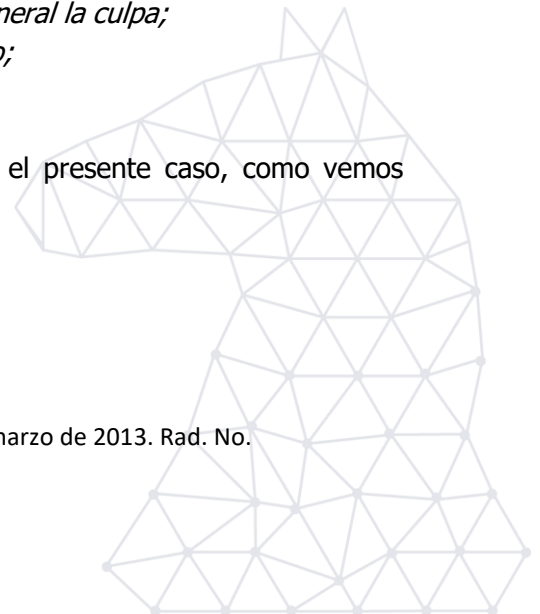 neral la culpa;
o;
el presente caso, como vemos
marzo de 2013. Rad. No.